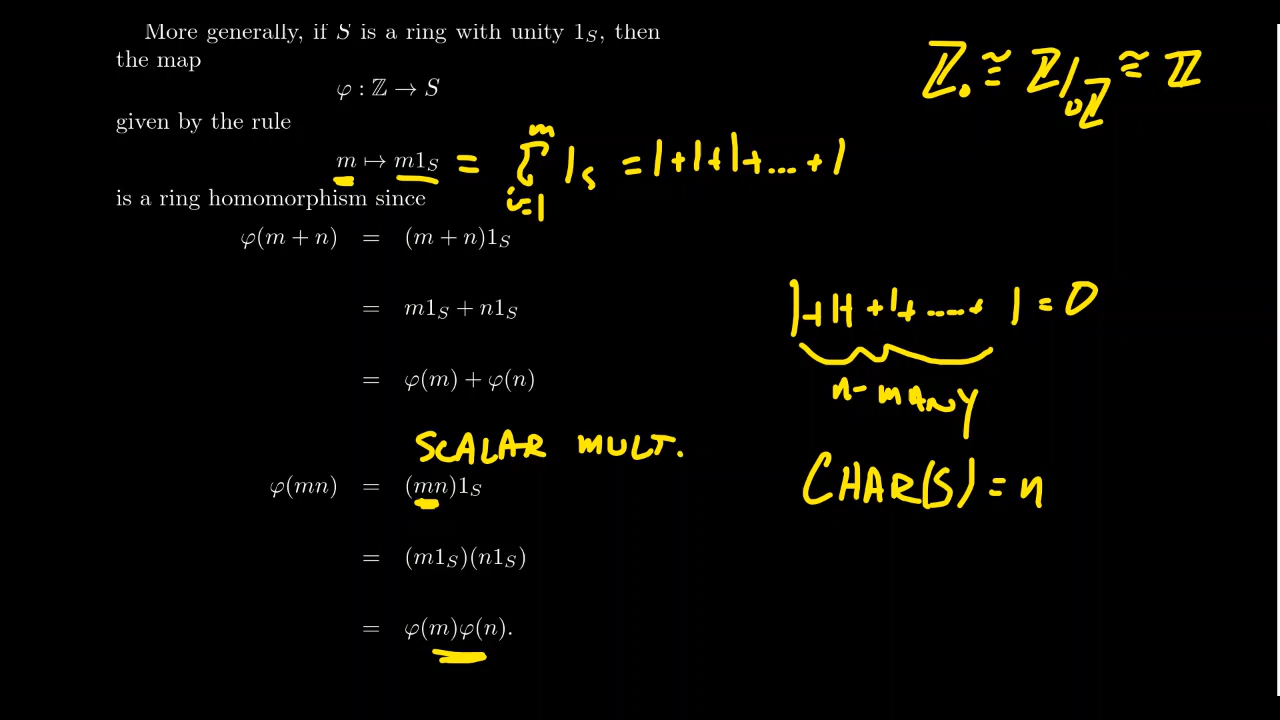 More generally, if S is a ring with unity 1_S, then
the map
φ : ℤ → S
given by the rule
m ↦ m1_S = ∑_{i=1}^{m} 1_S = 1+1+1+...+1
is a ring homomorphism since
φ(m + n) = (m + n)1_S
= m1_S + n1_S
= φ(m) + φ(n)
SCALAR MULT.
φ(mn) = (mn)1_S
= (m1_S)(n1_S)
= φ(m)φ(n).
ℤ₀ ≅ ℤ/0ℤ ≅ ℤ
1+1+1+....+1 = 0
n-MANY
CHAR(S) = n